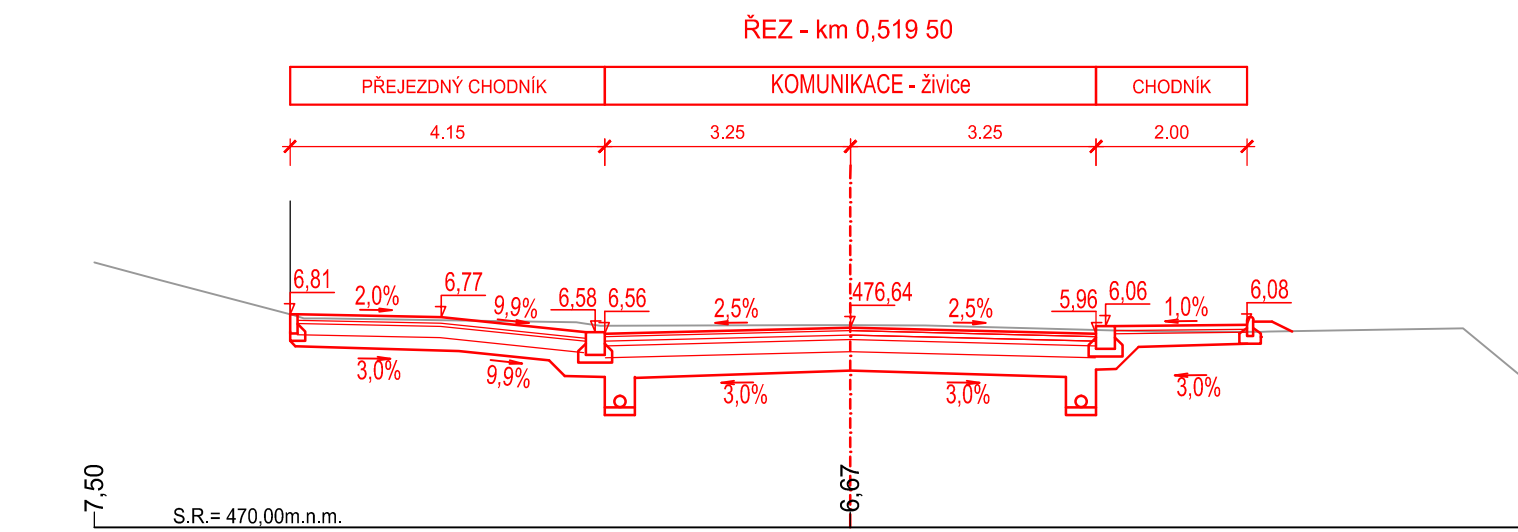 ŘEZ - km 0,519 50
PŘEJEZDNÝ CHODNÍK KOMUNIKACE - živice CHODNÍK
4.15 3.25 3.25 2.00
6,81 2,0% 6,77 9,9% 6,58 6,56 2,5% 476,64 2,5% 5,96 6,06 1,0% 6,08
3,0% 9,9% 3,0% 3,0% 3,0%
7,50 6,67
S.R.= 470,00m.n.m.